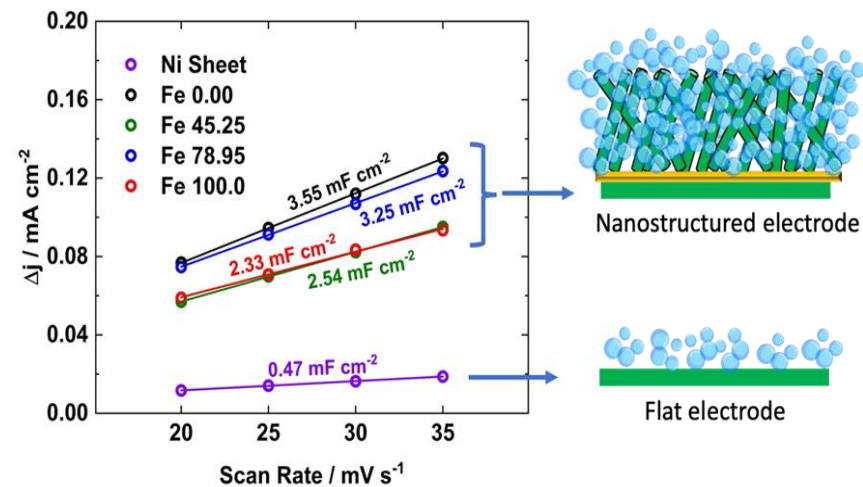 0.20
0.16
0.12
0.08
0.04
0.00
Δj / mA cm-2
Ni Sheet
Fe 0.00
Fe 45.25
Fe 78.95
Fe 100.0
3.55 mF cm-2
3.25 mF cm-2
2.33 mF cm-2
2.54 mF cm-2
0.47 mF cm-2
20 25 30 35
Scan Rate / mV s-1
Nanostructured electrode
Flat electrode